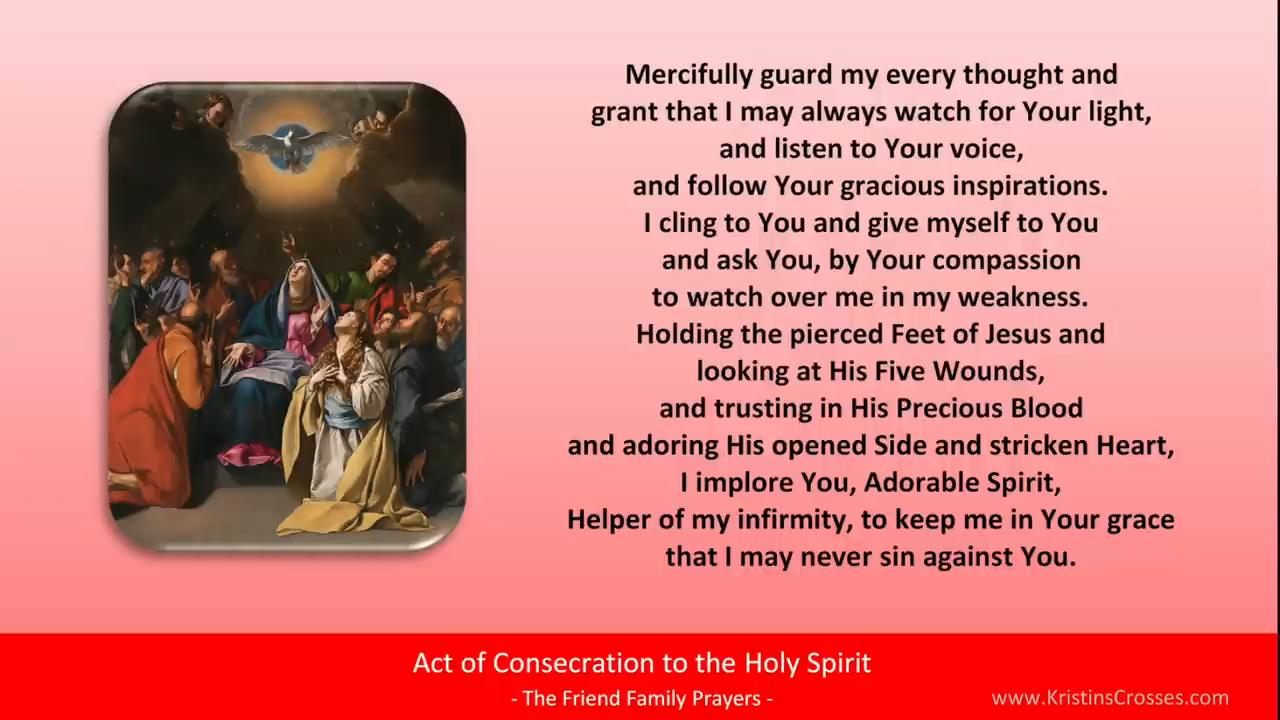 Mercifully guard my every thought and
grant that I may always watch for Your light,
and listen to Your voice,
and follow Your gracious inspirations.
I cling to You and give myself to You
and ask You, by Your compassion
to watch over me in my weakness.
Holding the pierced Feet of Jesus and
looking at His Five Wounds,
and trusting in His Precious Blood
and adoring His opened Side and stricken Heart,
I implore You, Adorable Spirit,
Helper of my infirmity, to keep me in Your grace
that I may never sin against You.
Act of Consecration to the Holy Spirit
- The Friend Family Prayers -
www.KristinsCrosses.com